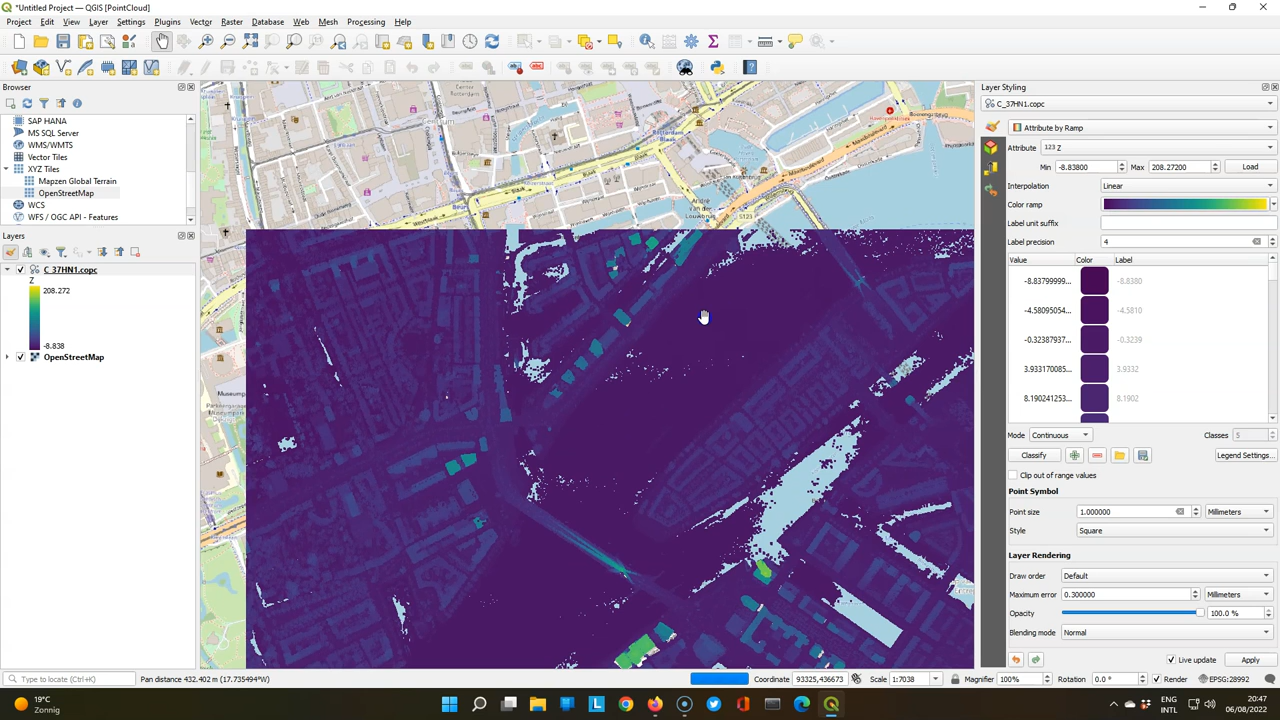 *Untitled Project — QGIS [PointCloud]
Project Edit View Layer Settings Plugins Vector Raster Database Web Mesh Processing Help
Browser
SAP HANA
MS SQL Server
WMS/WMTS
Vector Tiles
XYZ Tiles
Mapzen Global Terrain
OpenStreetMap
WCS
WFS / OGC API - Features
Layers
C_37HN1.copc
Z
208.272
-8.838
OpenStreetMap
Centrum
Rotterdam
Blaak
S123
Layer Styling
C_37HN1.copc
Attribute by Ramp
Attribute 123 Z
Min -8.83800 Max 208.27200 Load
Interpolation Linear
Color ramp
Label unit suffix
Label precision 4
Value Color Label
-8.83799999... -8.8380
-4.58095054... -4.5810
-0.32387937... -0.3239
3.933170085... 3.9332
8.190241253... 8.1902
Mode Continuous Classes 5
Classify Legend Settings...
Clip out of range values
Point Symbol
Point size 1.000000 Millimeters
Style Square
Layer Rendering
Draw order Default
Maximum error 0.300000 Millimeters
Opacity 100.0 %
Blending mode Normal
Live update Apply
Type to locate (Ctrl+K) Pan distance 432.402 m (17.735494°W) Coordinate 93325,436673 Scale 1:7038 Magnifier 100% Rotation 0.0 ° Render EPSG:28992
19°C
Zonnig
ENG
INTL
20:47
06/08/2022